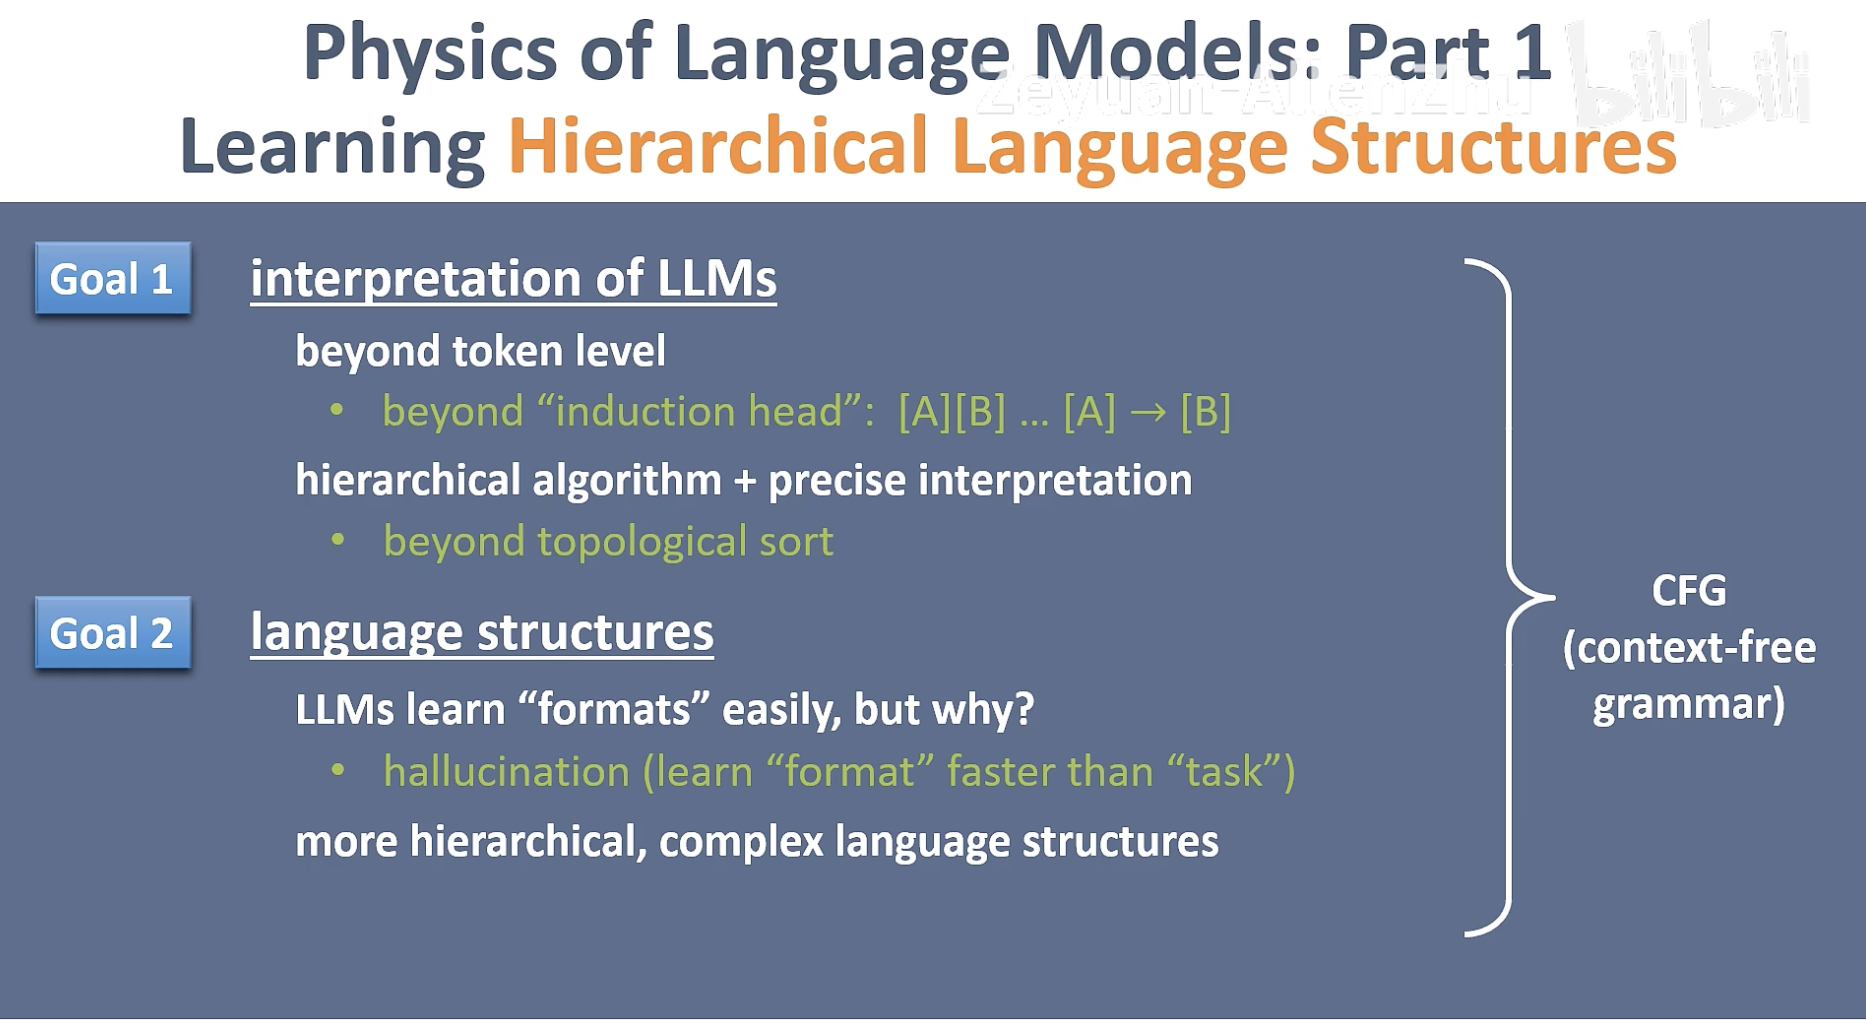 Physics of Language Models: Part 1
Zeyuan-AllenZhu
bilibili
Learning Hierarchical Language Structures
Goal 1
interpretation of LLMs
beyond token level
• beyond “induction head”: [A][B] … [A] → [B]
hierarchical algorithm + precise interpretation
• beyond topological sort
Goal 2
language structures
LLMs learn “formats” easily, but why?
• hallucination (learn “format” faster than “task”)
more hierarchical, complex language structures
CFG
(context-free
grammar)